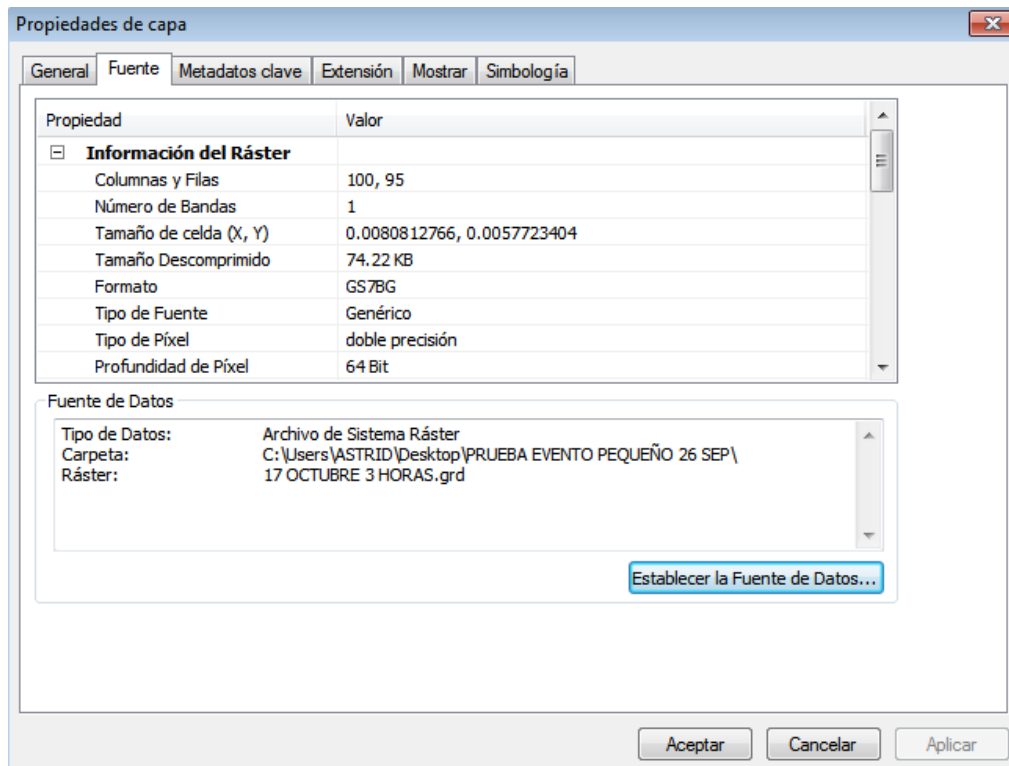 Propiedades de capa
General Fuente Metadatos clave Extensión Mostrar Simbología
Propiedad Valor
Información del Ráster
Columnas y Filas 100, 95
Número de Bandas 1
Tamaño de celda (X, Y) 0.0080812766, 0.0057723404
Tamaño Descomprimido 74.22 KB
Formato GS7BG
Tipo de Fuente Genérico
Tipo de Píxel doble precisión
Profundidad de Píxel 64 Bit
Fuente de Datos
Tipo de Datos: Archivo de Sistema Ráster
Carpeta: C:\Users\ASTRID\Desktop\PRUEBA EVENTO PEQUEÑO 26 SEP\
Ráster: 17 OCTUBRE 3 HORAS.grd
Establecer la Fuente de Datos...
Aceptar Cancelar Aplicar